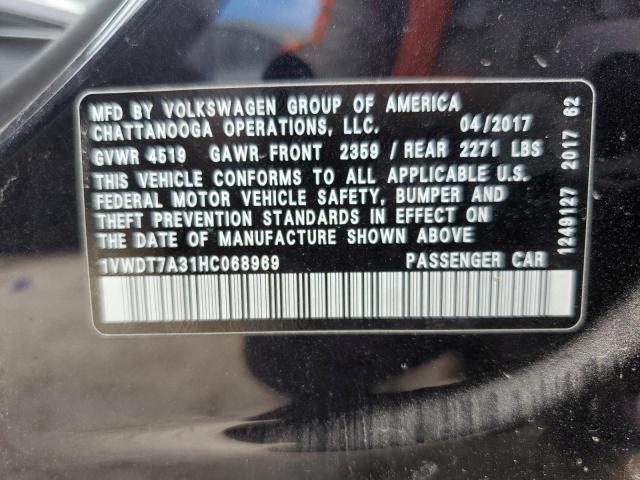 MFD BY VOLKSWAGEN GROUP OF AMERICA
CHATTANOOGA OPERATIONS, LLC. 04/2017
GVWR 4519 GAWR FRONT 2359 / REAR 2271 LBS
THIS VEHICLE CONFORMS TO ALL APPLICABLE U.S.
FEDERAL MOTOR VEHICLE SAFETY, BUMPER AND
THEFT PREVENTION STANDARDS IN EFFECT ON
THE DATE OF MANUFACTURE SHOWN ABOVE.
1VWDT7A31HC068969 PASSENGER CAR
1249127 2017 62